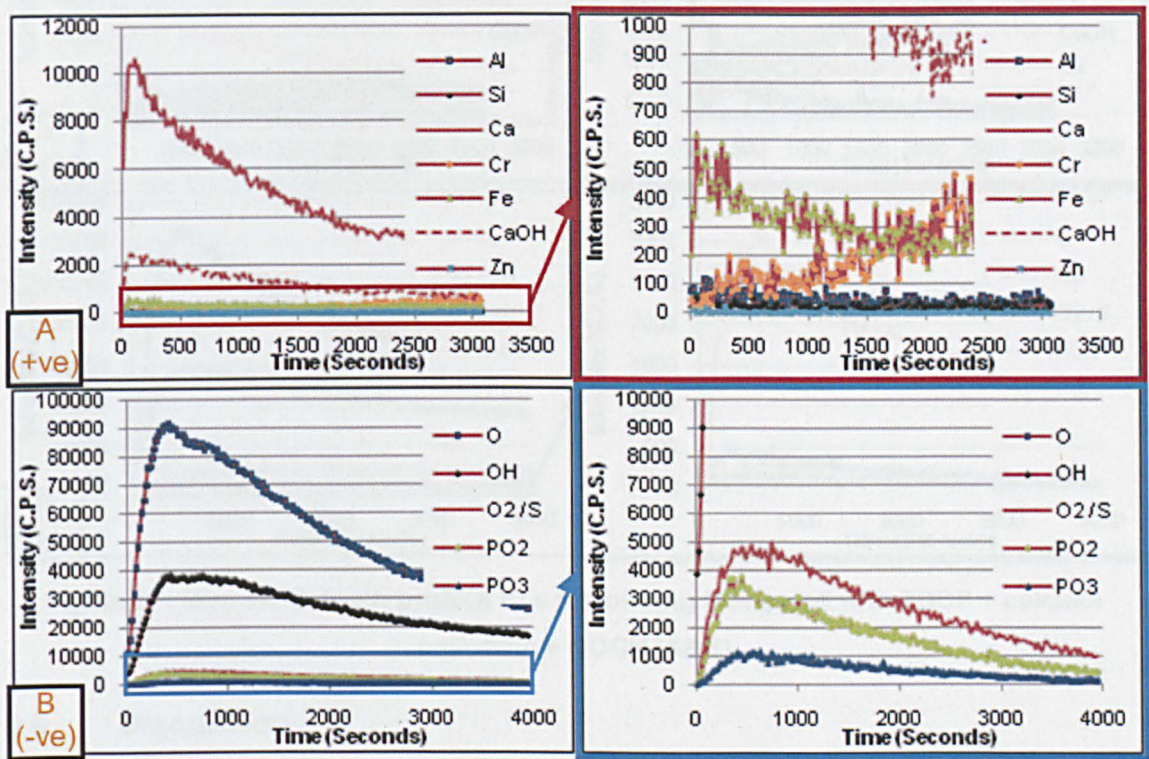 12000
10000
8000
6000
4000
2000
0
Intensity (C.P.S.)
0 500 1000 1500 2000 2500 3000 3500
Time (Seconds)
Al
Si
Ca
Cr
Fe
CaOH
Zn
A
(+ve)
1000
900
800
700
600
500
400
300
200
100
0
Intensity (C.P.S.)
0 500 1000 1500 2000 2500 3000 3500
Time (Seconds)
Al
Si
Ca
Cr
Fe
CaOH
Zn
100000
90000
80000
70000
60000
50000
40000
30000
20000
10000
0
Intensity (C.P.S.)
0 1000 2000 3000 4000
Time (Seconds)
O
OH
O2/S
PO2
PO3
B
(-ve)
10000
9000
8000
7000
6000
5000
4000
3000
2000
1000
0
Intensity (C.P.S.)
0 1000 2000 3000 4000
Time (Seconds)
O
OH
O2/S
PO2
PO3